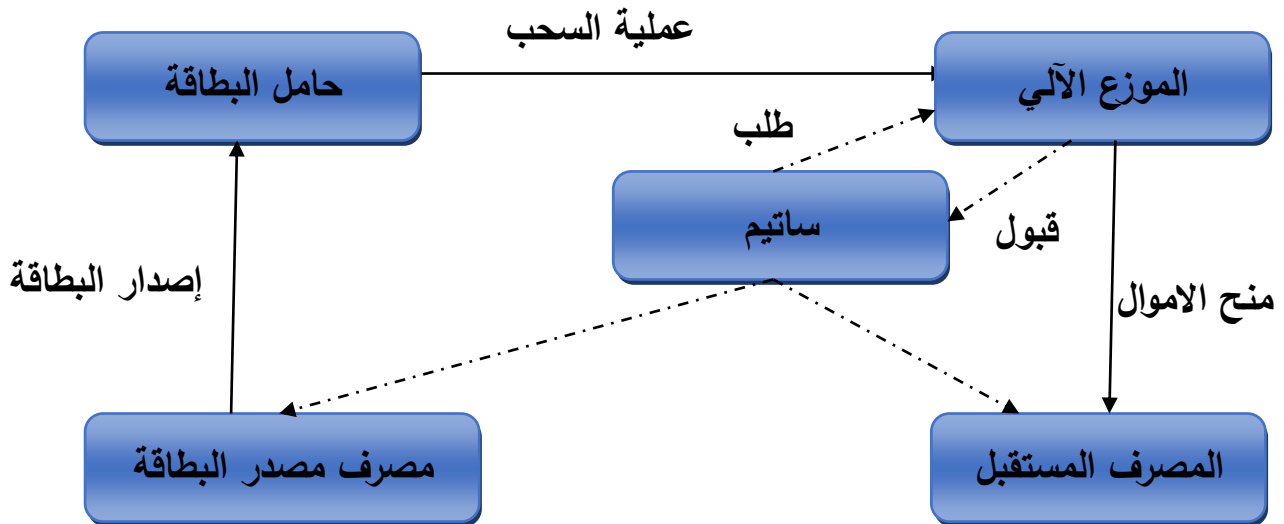 عملية السحب
الموزع الآلي
حامل البطاقة
طلب
ساتيم
قبول
إصدار البطاقة
منح الاموال
المصرف المستقبل
مصرف مصدر البطاقة